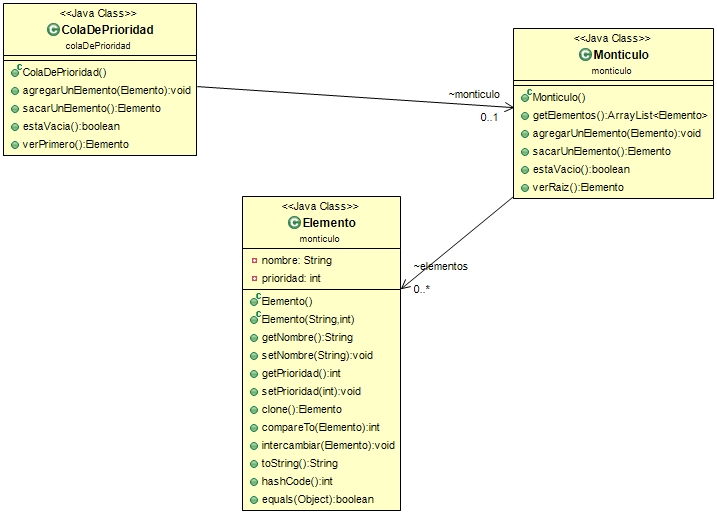 <<Java Class>>
ColaDePrioridad
colaDePrioridad
ColaDePrioridad()
agregarUnElemento(Elemento):void
sacarUnElemento():Elemento
estaVacia():boolean
verPrimero():Elemento
~monticulo
0..1
<<Java Class>>
Monticulo
monticulo
Monticulo()
getElementos():ArrayList<Elemento>
agregarUnElemento(Elemento):void
sacarUnElemento():Elemento
estaVacio():boolean
verRaiz():Elemento
~elementos
0..*
<<Java Class>>
Elemento
monticulo
nombre: String
prioridad: int
Elemento()
Elemento(String,int)
getNombre():String
setNombre(String):void
getPrioridad():int
setPrioridad(int):void
clone():Elemento
compareTo(Elemento):int
intercambiar(Elemento):void
toString():String
hashCode():int
equals(Object):boolean